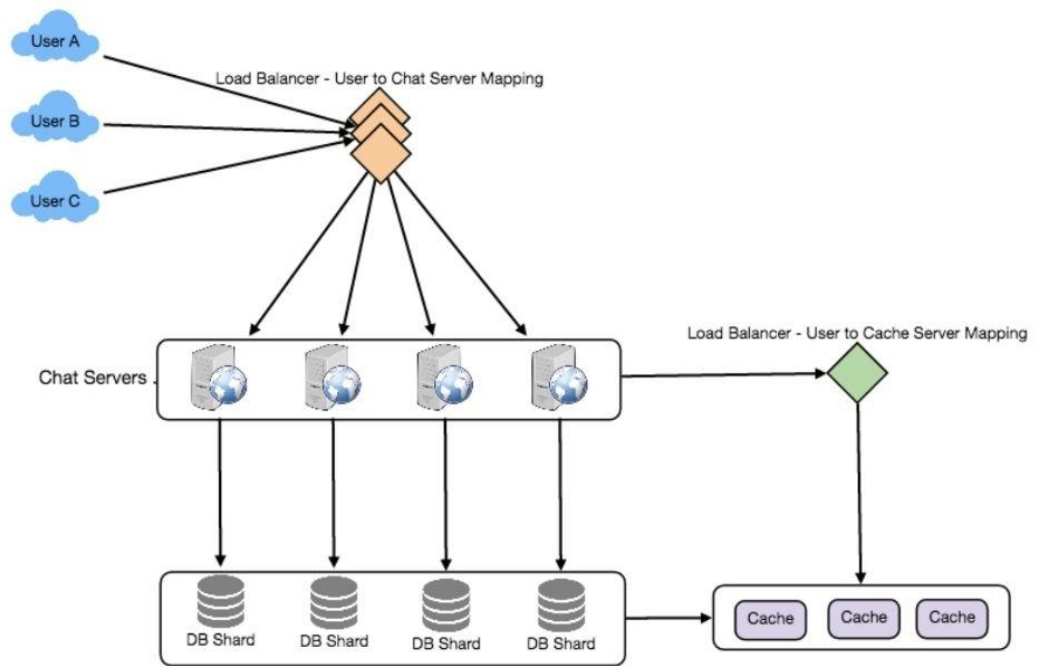 User A
Load Balancer - User to Chat Server Mapping
User B
User C
Load Balancer - User to Cache Server Mapping
Chat Servers
DB Shard
DB Shard
DB Shard
DB Shard
Cache
Cache
Cache